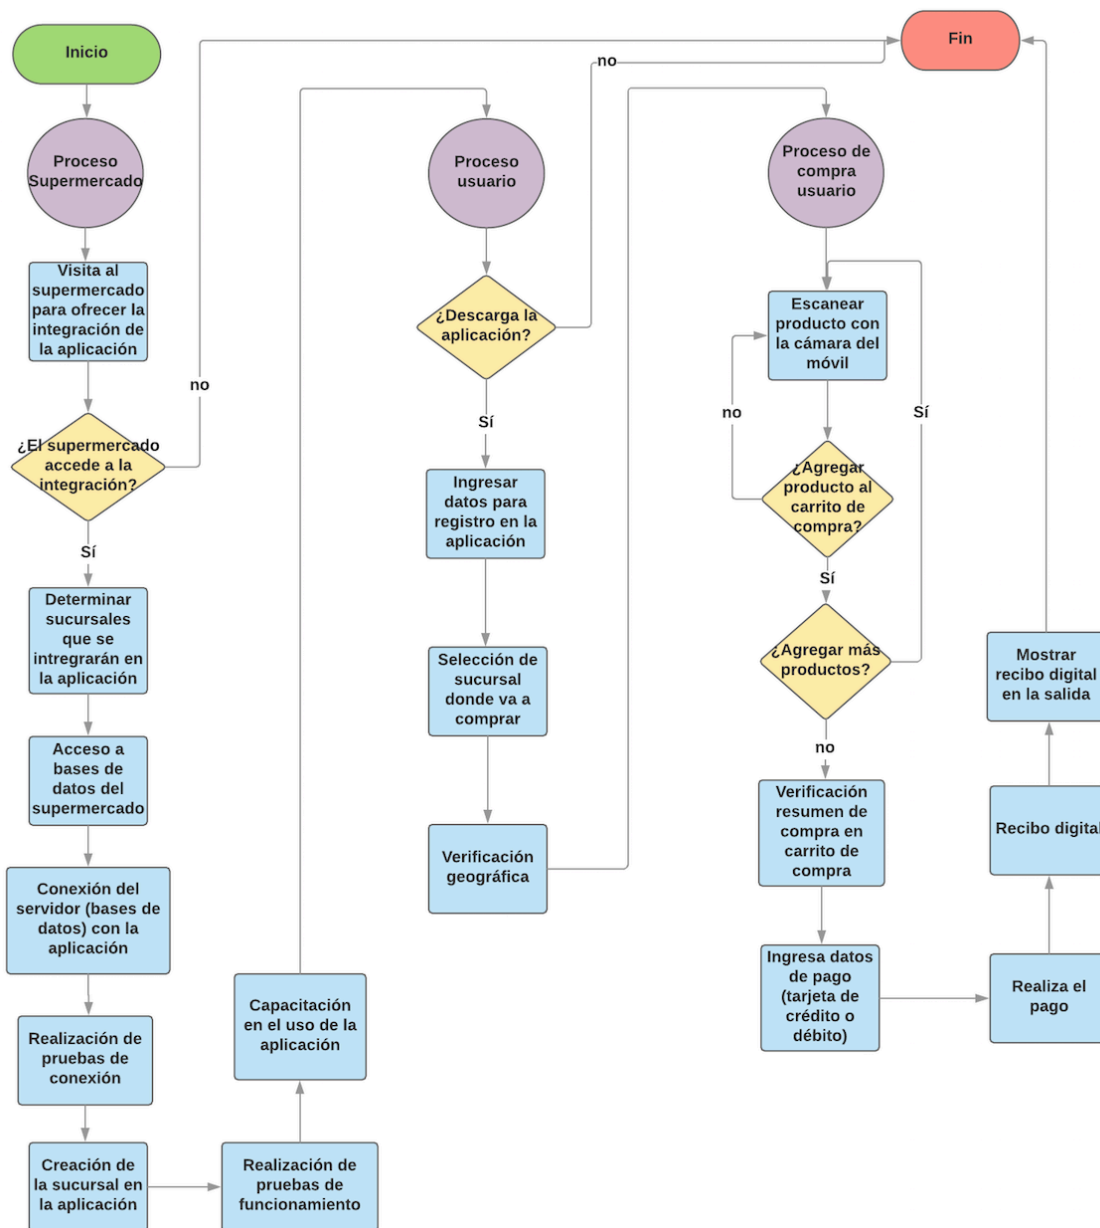 Inicio
Proceso
Supermercado
Visita al
supermercado
para ofrecer la
integración de
la aplicación
¿El supermercado
accede a la
integración?
no
Sí
Determinar
sucursales
que se
intregrarán en
la aplicación
Acceso a
bases de
datos del
supermercado
Conexión del
servidor (bases de
datos) con la
aplicación
Realización de
pruebas de
conexión
Creación de
la sucursal en
la aplicación
Realización de
pruebas de
funcionamiento
Capacitación
en el uso de la
aplicación
Proceso
usuario
¿Descarga la
aplicación?
no
Sí
Ingresar
datos para
registro en la
aplicación
Selección de
sucursal
donde va a
comprar
Verificación
geográfica
Proceso de
compra
usuario
Escanear
producto con
la cámara del
móvil
¿Agregar
producto al
carrito de
compra?
no
Sí
¿Agregar más
productos?
Sí
no
Verificación
resumen de
compra en
carrito de
compra
Ingresa datos
de pago
(tarjeta de
crédito o
débito)
Realiza el
pago
Recibo digital
Mostrar
recibo digital
en la salida
Fin